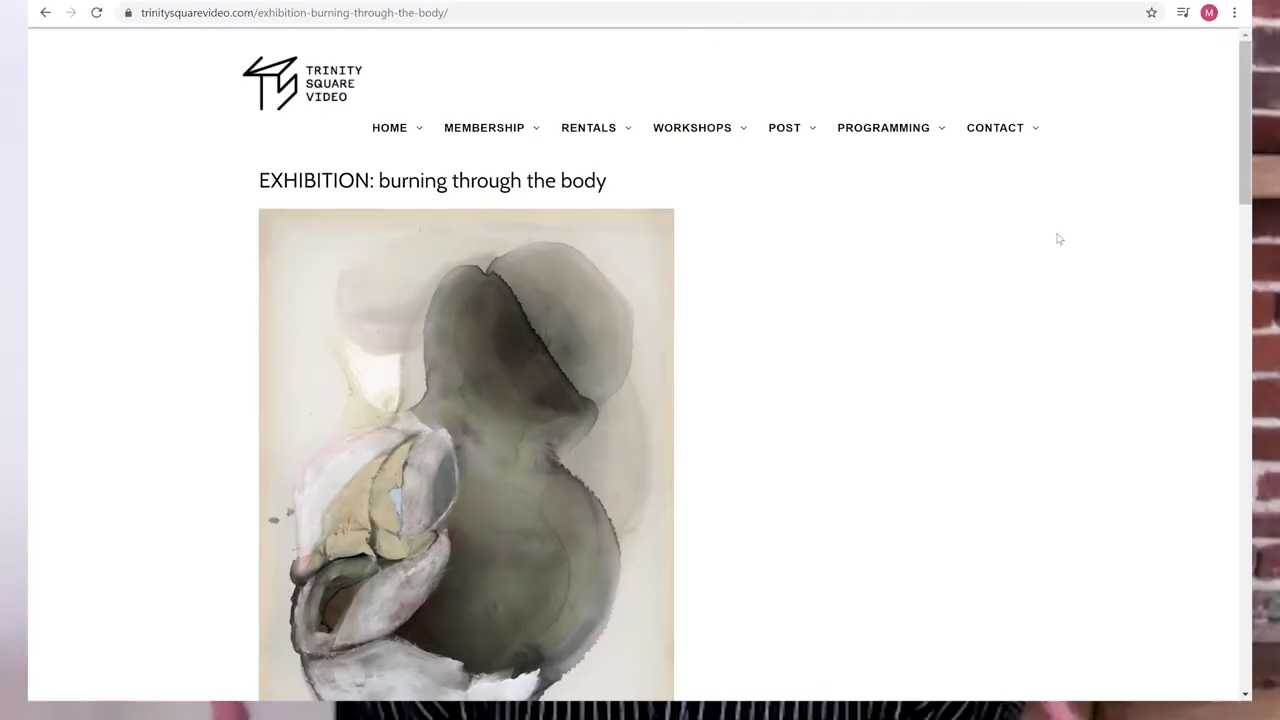 trinitysquarevideo.com/exhibition-burning-through-the-body/
M
TRINITY
SQUARE
VIDEO
HOME MEMBERSHIP RENTALS WORKSHOPS POST PROGRAMMING CONTACT
EXHIBITION: burning through the body